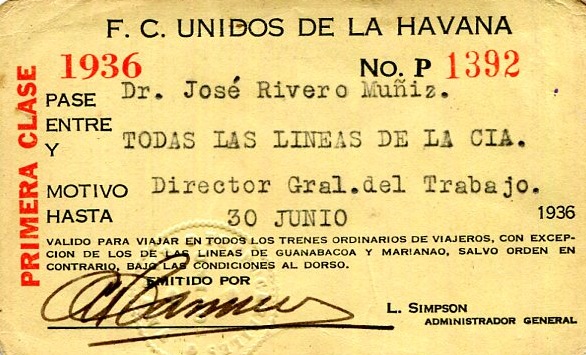 F. C. UNIDOS DE LA HAVANA
PRIMERA CLASE
1936 No. P 1392
PASE Dr. José Rivero Muñiz.
ENTRE
Y TODAS LAS LINEAS DE LA CIA.
MOTIVO Director Gral.del Trabajo.
HASTA 30 JUNIO 1936
VALIDO PARA VIAJAR EN TODOS LOS TRENES ORDINARIOS DE VIAJEROS, CON EXCEP-
CION DE LOS DE LAS LINEAS DE GUANABACOA Y MARIANAO, SALVO ORDEN EN
CONTRARIO, BAJO LAS CONDICIONES AL DORSO.
EMITIDO POR
L. SIMPSON
ADMINISTRADOR GENERAL